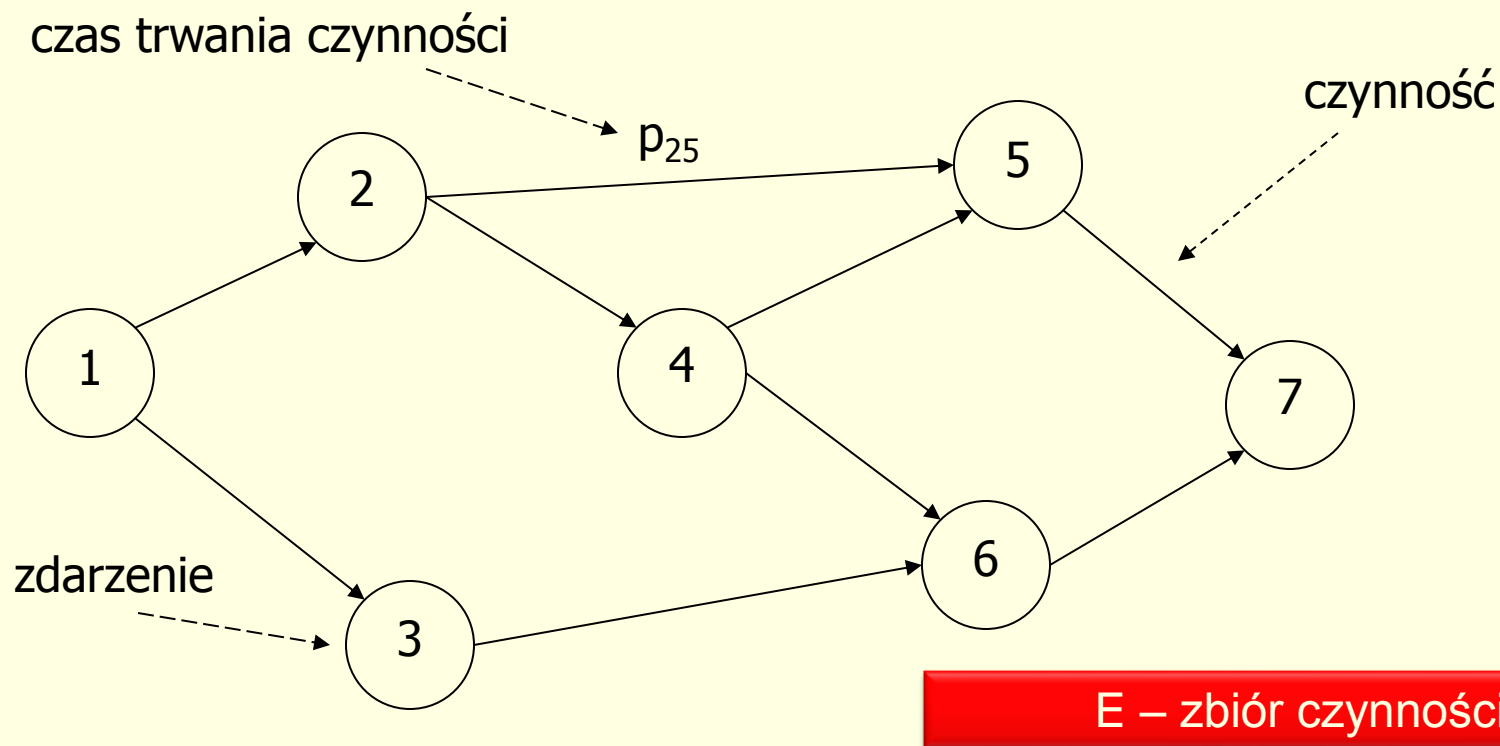 czas trwania czynności
czynność
p₂₅
5
2
4
1
7
6
zdarzenie
3
E – zbiór czynności